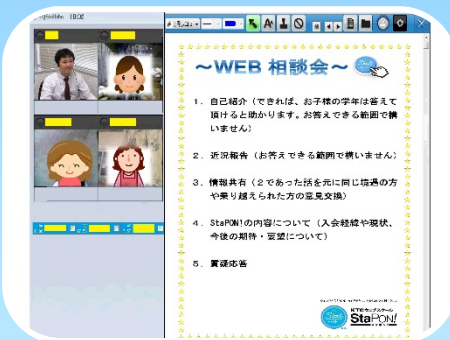 ～WEB 相談会～
1. 自己紹介（できれば、お子様の学年は答えて
頂けると助かります。お答えできる範囲で構
いません）
2. 近況報告（お答えできる範囲で構いません）
3. 情報共有（２であった話を元に同じ境遇の方
や乗り越えられた方の意見交換）
4. StaPON!の内容について（入会経緯や現状、
今後の期待・要望について）
5. 質疑応答
StaPON!